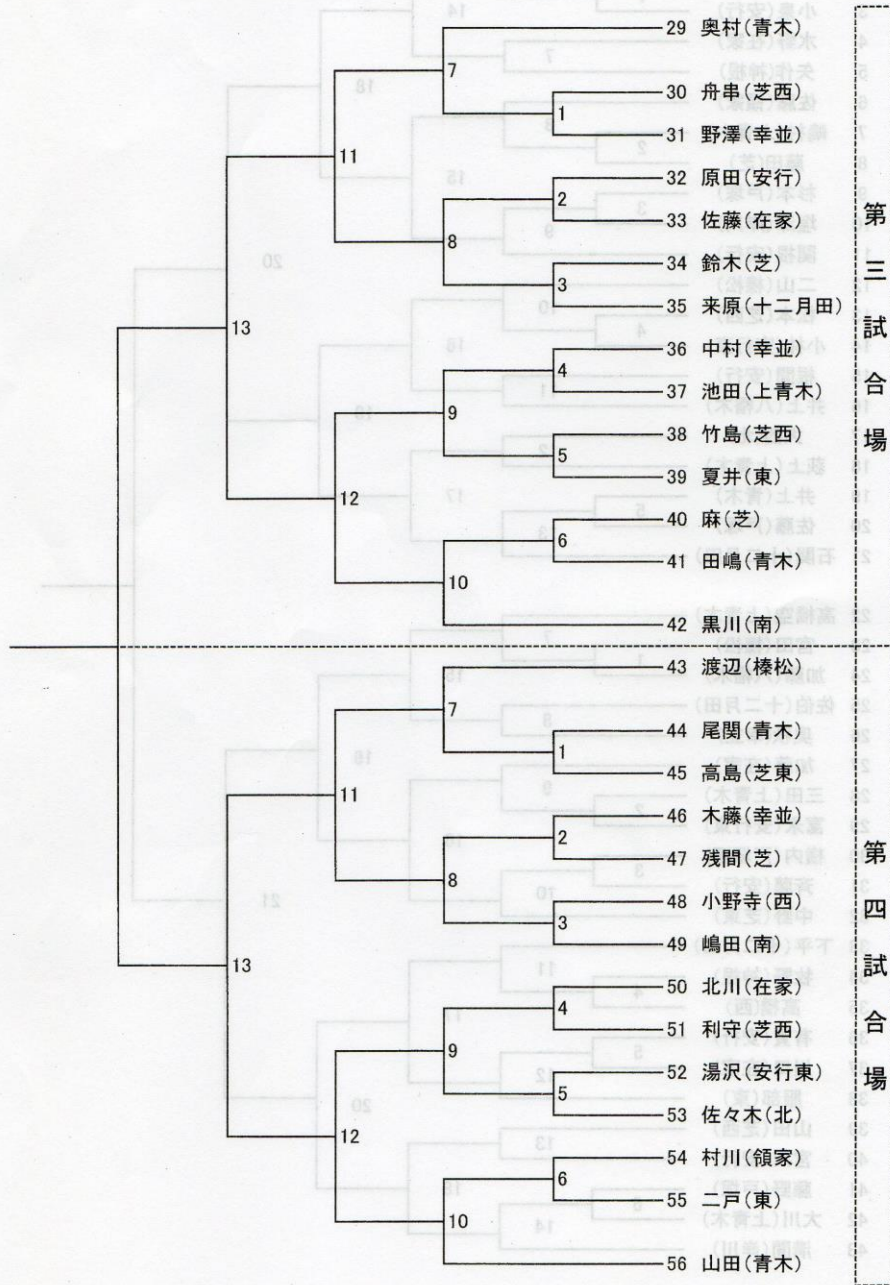 29 奥村(青木)
30 舟串(芝西)
31 野澤(幸並)
32 原田(安行)
33 佐藤(在家)
34 鈴木(芝)
35 来原(十二月田)
36 中村(幸並)
37 池田(上青木)
38 竹島(芝西)
39 夏井(東)
40 麻(芝)
41 田嶋(青木)
42 黒川(南)
7
1
11
2
8
3
13
4
9
5
12
6
10
第三試合場
43 渡辺(榛松)
44 尾関(青木)
45 高島(芝東)
46 木藤(幸並)
47 残間(芝)
48 小野寺(西)
49 嶋田(南)
50 北川(在家)
51 利守(芝西)
52 湯沢(安行東)
53 佐々木(北)
54 村川(領家)
55 二戸(東)
56 山田(青木)
7
1
11
2
8
3
13
4
9
5
12
6
10
第四試合場